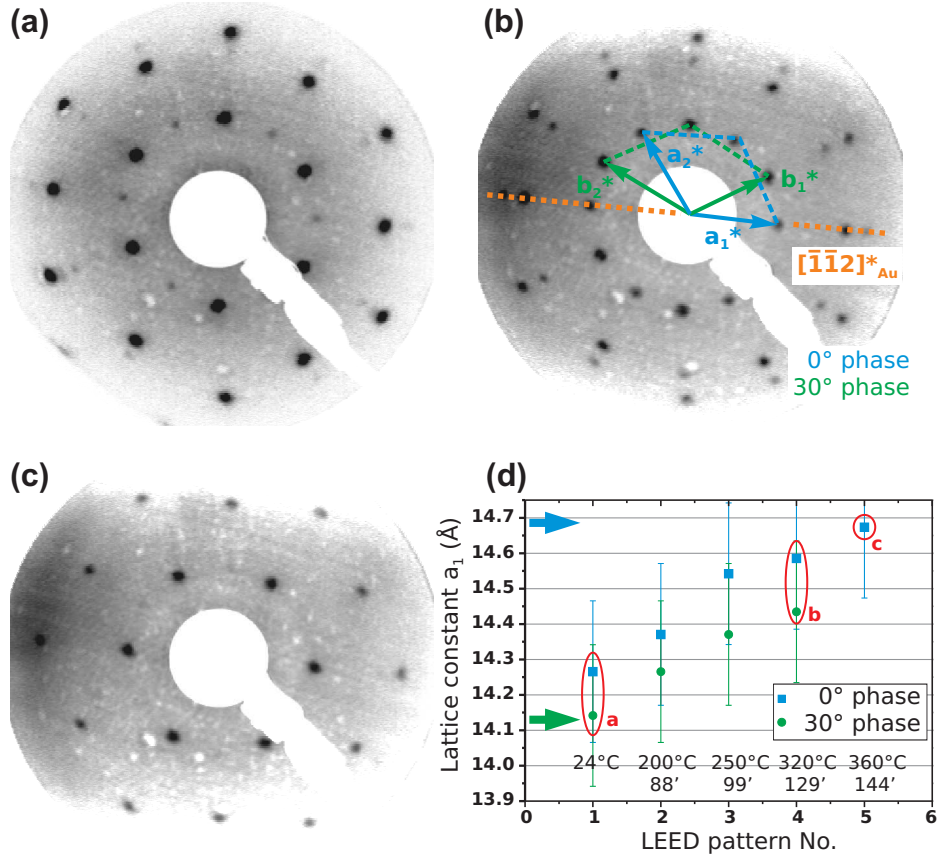 (a)
(b)
a₂*
b₂*
b₁*
a₁*
[1̅1̅2]*Au
0° phase
30° phase
(c)
(d)
Lattice constant a₁ (Å)
14.7
14.6
14.5
14.4
14.3
14.2
14.1
14.0
13.9
a
b
c
0° phase
30° phase
24°C 200°C 250°C 320°C 360°C
88’ 99’ 129’ 144’
0 1 2 3 4 5 6
LEED pattern No.